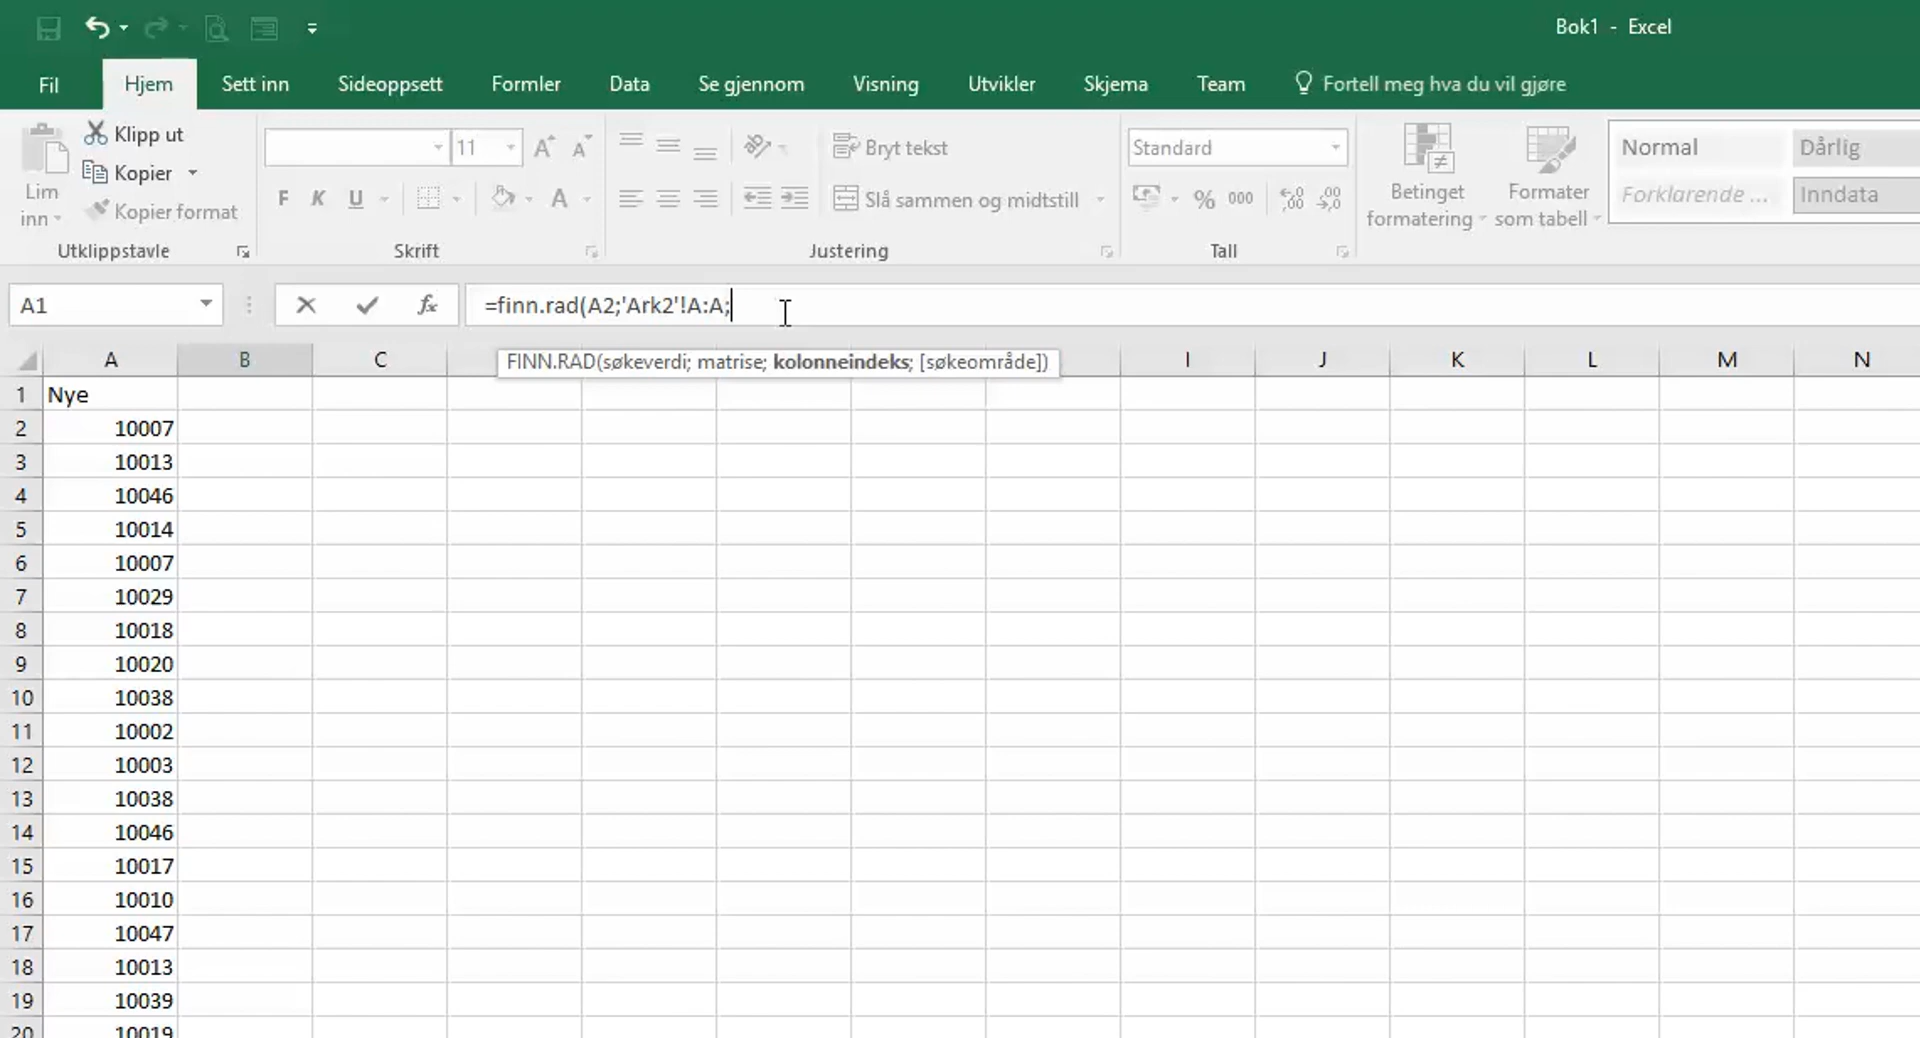 Bok1 - Excel
Fil Hjem Sett inn Sideoppsett Formler Data Se gjennom Visning Utvikler Skjema Team Fortell meg hva du vil gjøre
Lim inn
Klipp ut
Kopier
Kopier format
Utklippstavle
11
A A
F K U A
Skrift
Bryt tekst
Slå sammen og midtstill
Justering
Standard
% 000 ,00 ,00
Tall
Betinget formatering
Formater som tabell
Normal Dårlig
Forklarende ... Inndata
A1 fx =finn.rad(A2;'Ark2'!A:A;
FINN.RAD(søkeverdi; matrise; kolonneindeks; [søkeområde])
A B C I J K L M N
1 Nye
2 10007
3 10013
4 10046
5 10014
6 10007
7 10029
8 10018
9 10020
10 10038
11 10002
12 10003
13 10038
14 10046
15 10017
16 10010
17 10047
18 10013
19 10039
20 10019